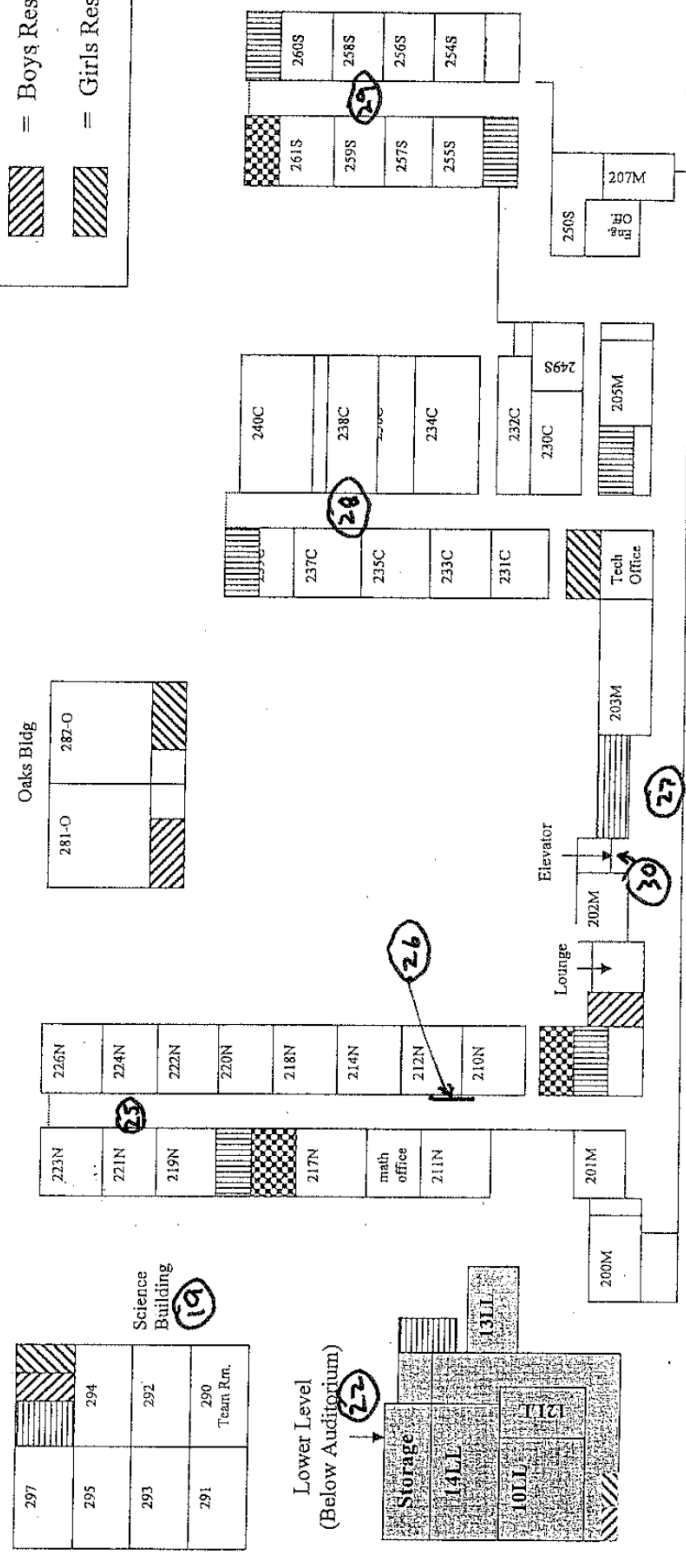 = Boys Res
= Girls Res
Oaks Bldg
281-O
282-O
Science
Building
19
297
295
294
293
292
291
290
Team Rm.
223N
221N
219N
217N
math
office
211N
226N
224N
222N
220N
218N
214N
212N
210N
25
26
240C
238C
234C
232C
230C
249S
237C
235C
233C
231C
28
261S
259S
257S
255S
260S
258S
256S
254S
29
250S
Eng.
Off.
207M
205M
Tech
Office
203M
27
Elevator
30
202M
Lounge
201M
200M
Lower Level
(Below Auditorium)
22
Storage
14LL
13LL
12LL
10LL